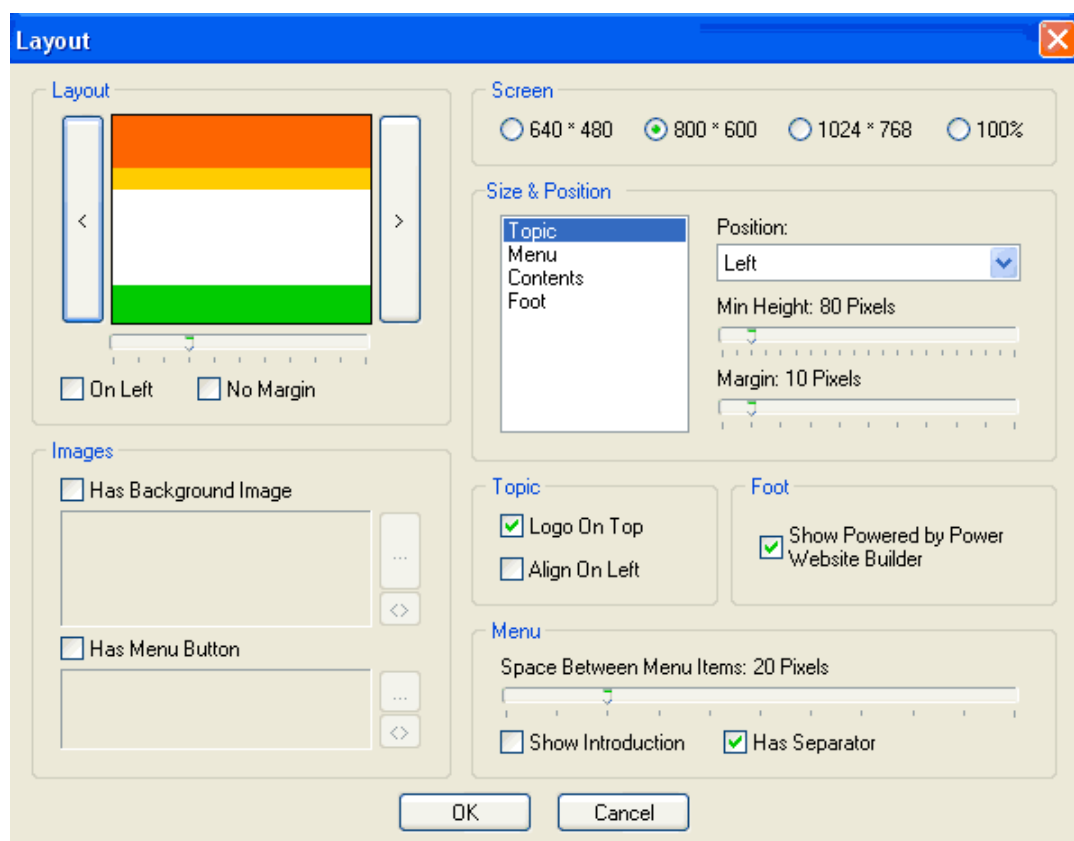 Layout
Layout
<
>
On Left
No Margin
Images
Has Background Image
...
<>
Has Menu Button
...
<>
Screen
640 * 480
800 * 600
1024 * 768
100%
Size & Position
Topic
Menu
Contents
Foot
Position:
Left
Min Height: 80 Pixels
Margin: 10 Pixels
Topic
Logo On Top
Align On Left
Foot
Show Powered by Power
Website Builder
Menu
Space Between Menu Items: 20 Pixels
Show Introduction
Has Separator
OK
Cancel